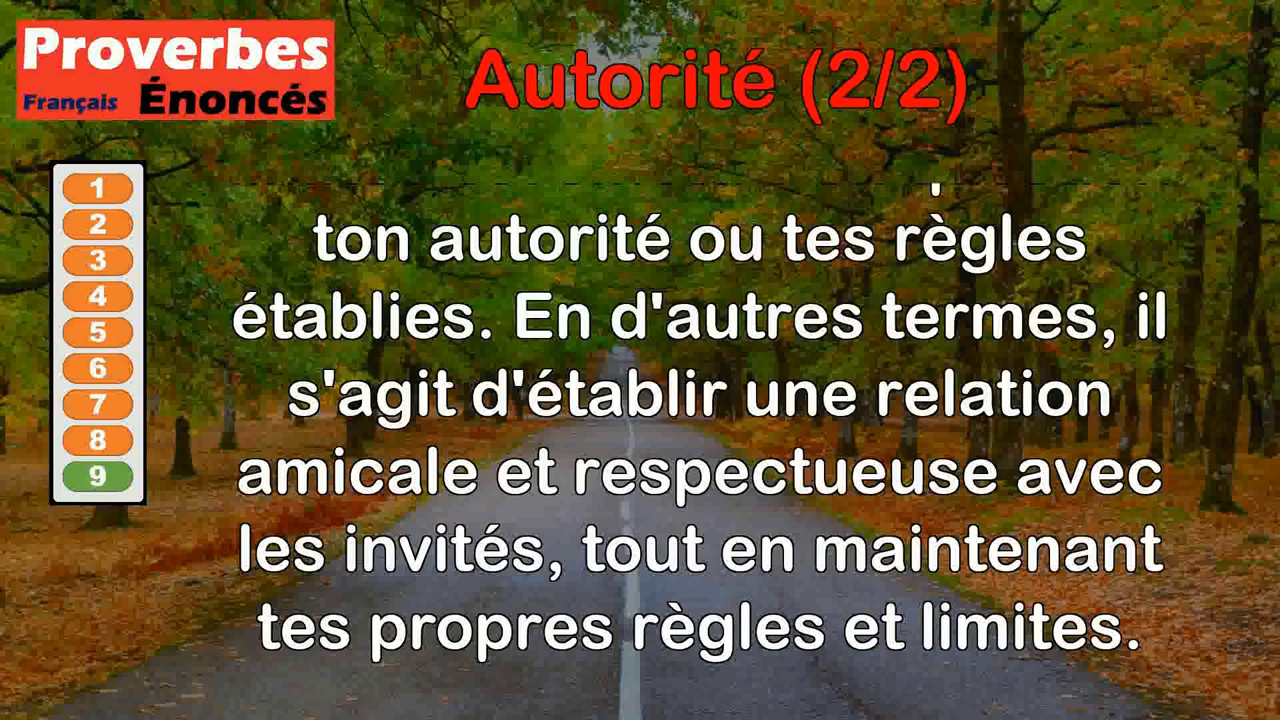 Proverbes
Français Énoncés
Autorité (2/2)
1
2
3
4
5
6
7
8
9
ton autorité ou tes règles
établies. En d'autres termes, il
s'agit d'établir une relation
amicale et respectueuse avec
les invités, tout en maintenant
tes propres règles et limites.